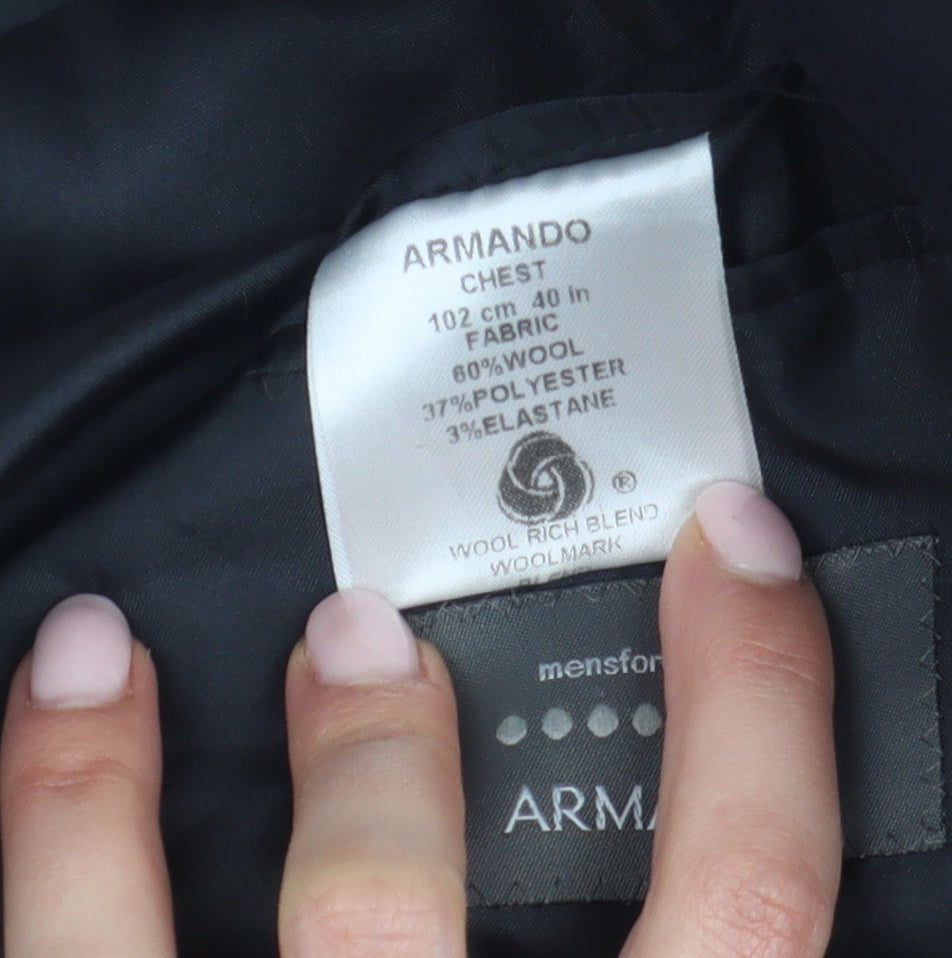 ARMANDO
CHEST
102 cm 40 in
FABRIC
60%WOOL
37%POLYESTER
3%ELASTANE
®
WOOL RICH BLEND
WOOLMARK
mensfor
ARMA